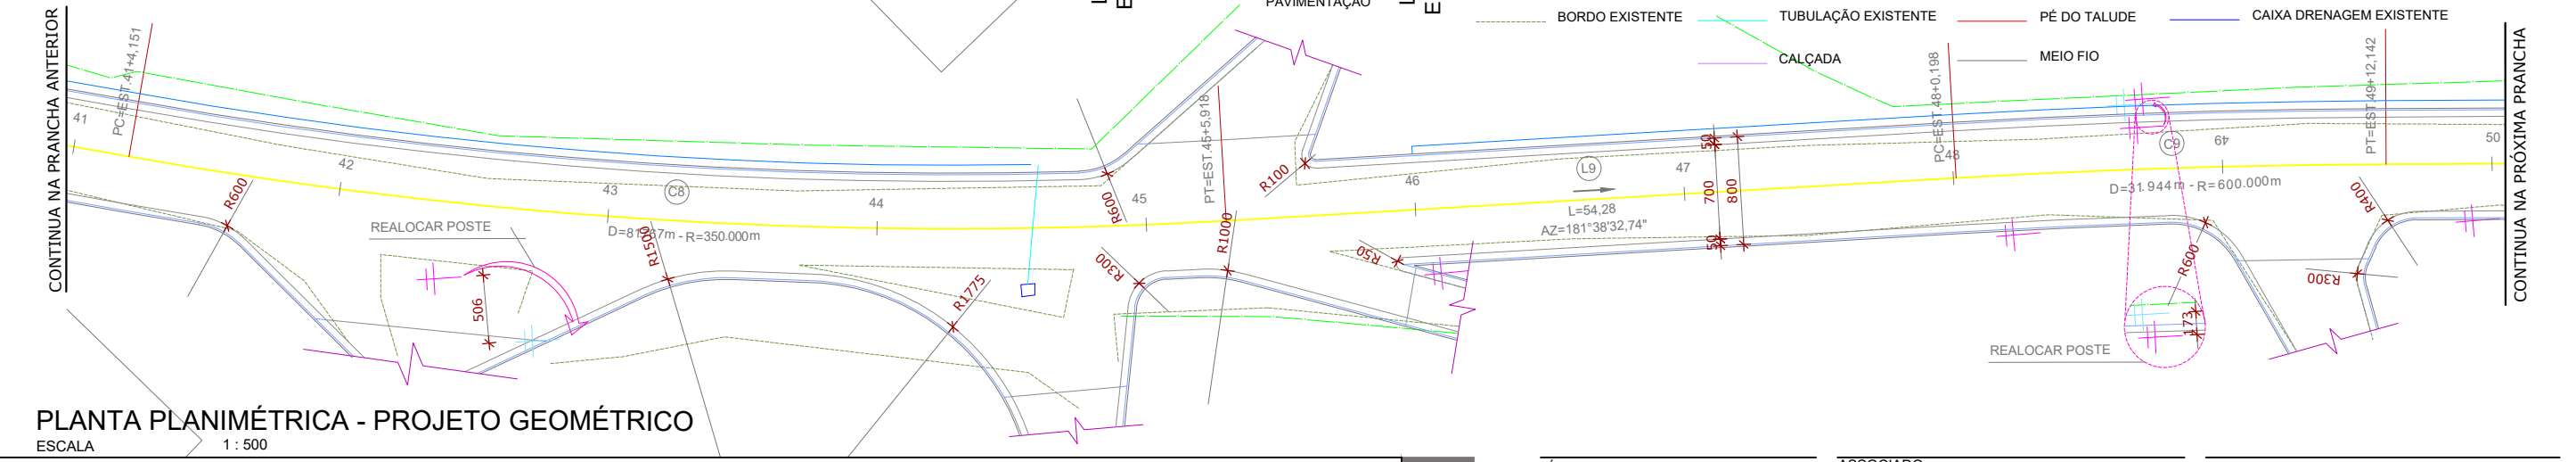 PAVIMENTAÇÃO
BORDO EXISTENTE
TUBULAÇÃO EXISTENTE
PÉ DO TALUDE
CAIXA DRENAGEM EXISTENTE
CALÇADA
MEIO FIO
CONTINUA NA PRANCHA ANTERIOR
PC=EST.41+4,151
41
42
43
C8
44
45
PT=EST.45+5,918
46
L9
47
PC=EST.48+0,198
48
C9
49
PT=EST.49+12,142
50
CONTINUA NA PRÓXIMA PRANCHA
R600
REALOCAR POSTE
R=350.000m
R1500
506
R1775
R600
R300
R1000
R100
R50
L=54,28
AZ=181°38'32,74"
50
700
800
50
D=31.944m - R=600.000m
R600
R400
R300
173
REALOCAR POSTE
PLANTA PLANIMÉTRICA - PROJETO GEOMÉTRICO
ESCALA 1 : 500